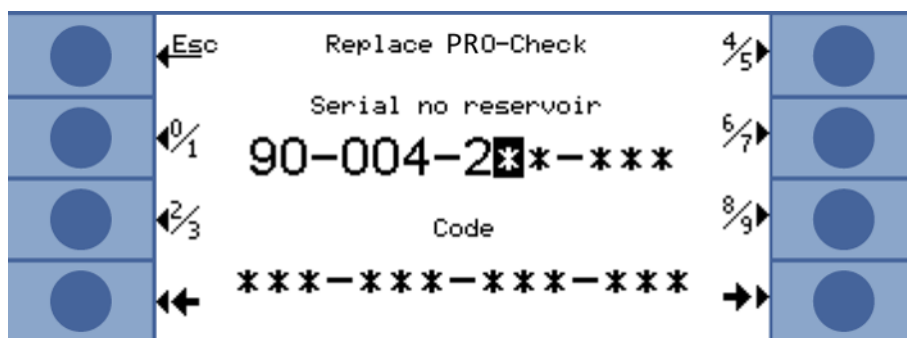 Esc Replace PRO-Check 4/5
Serial no reservoir
0/1 90-004-2**-*** 6/7
2/3 Code 8/9
← ***-***-***-*** →